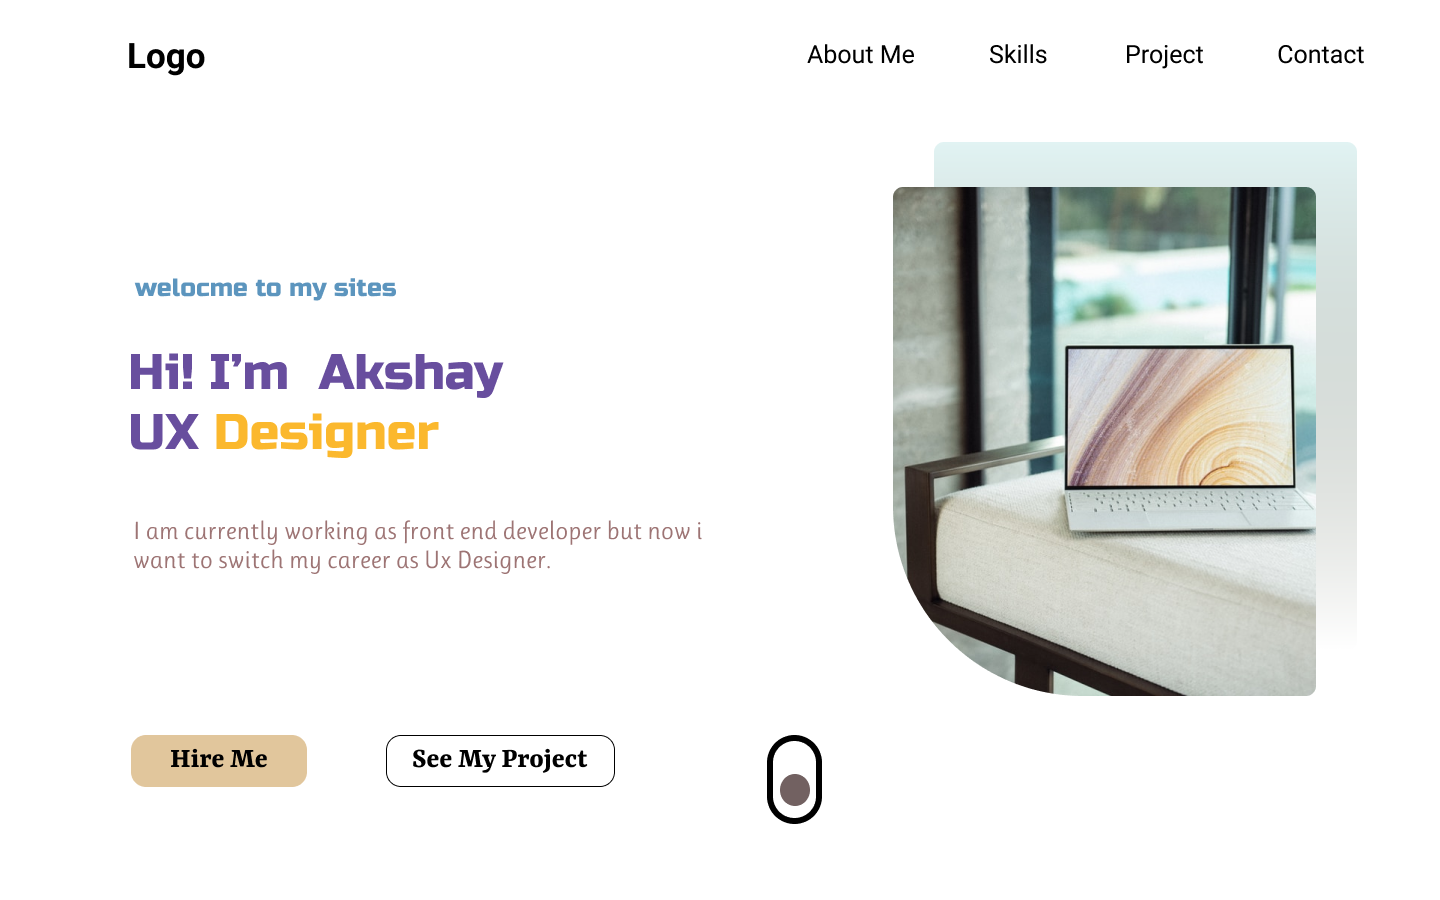 Logo
About Me Skills Project Contact
welocme to my sites
Hi! I’m Akshay
UX Designer
I am currently working as front end developer but now i
want to switch my career as Ux Designer.
Hire Me See My Project